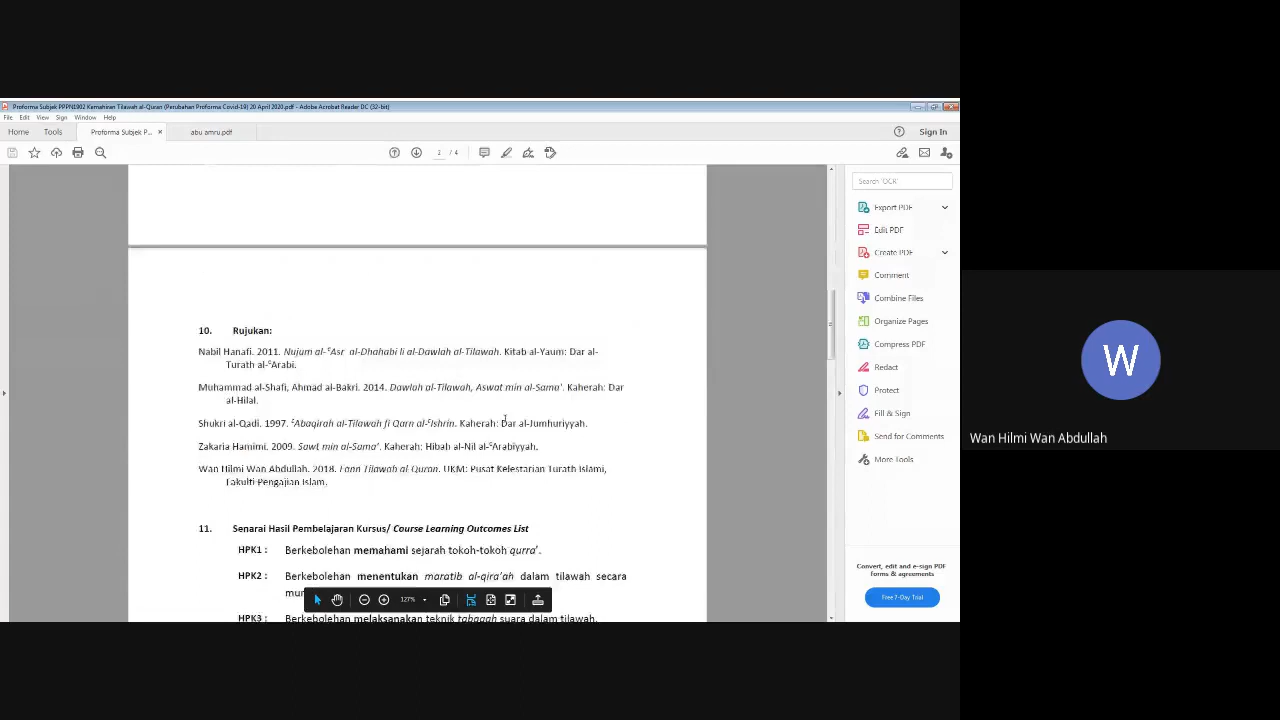 Proforma Subjek PPPN1902 Kemahiran Tilawah al-Quran (Perubahan Proforma Covid-19) 20 April 2020.pdf - Adobe Acrobat Reader DC (32-bit)
File Edit View Sign Window Help
Home Tools Proforma Subjek P... × abu amru.pdf Sign In
2 / 4
Search 'OCR'
Export PDF
Edit PDF
Create PDF
Comment
Combine Files
Organize Pages
Compress PDF
Redact
Protect
Fill & Sign
Send for Comments
More Tools
Convert, edit and e-sign PDF
forms & agreements
Free 7-Day Trial
10. Rujukan:
Nabil Hanafi. 2011. Nujum al-ᶜAsr al-Dhahabi li al-Dawlah al-Tilawah. Kitab al-Yaum: Dar al-
Turath al-ᶜArabi.
Muhammad al-Shafi, Ahmad al-Bakri. 2014. Dawlah al-Tilawah, Aswat min al-Sama'. Kaherah: Dar
al-Hilal.
Shukri al-Qadi. 1997. ᶜAbaqirah al-Tilawah fi Qarn al-ᶜIshrin. Kaherah: Dar al-Jumhuriyyah.
Zakaria Hamimi. 2009. Sawt min al-Sama'. Kaherah: Hibah al-Nil al-ᶜArabiyyah.
Wan Hilmi Wan Abdullah. 2018. Fann Tilawah al-Quran. UKM: Pusat Kelestarian Turath Islami,
Fakulti Pengajian Islam.
11. Senarai Hasil Pembelajaran Kursus/ Course Learning Outcomes List
HPK1 : Berkebolehan memahami sejarah tokoh-tokoh qurra'.
HPK2 : Berkebolehan menentukan maratib al-qira'ah dalam tilawah secara
HPK3 : Berkebolehan melaksanakan teknik tabaqah suara dalam tilawah.
127%
W
Wan Hilmi Wan Abdullah